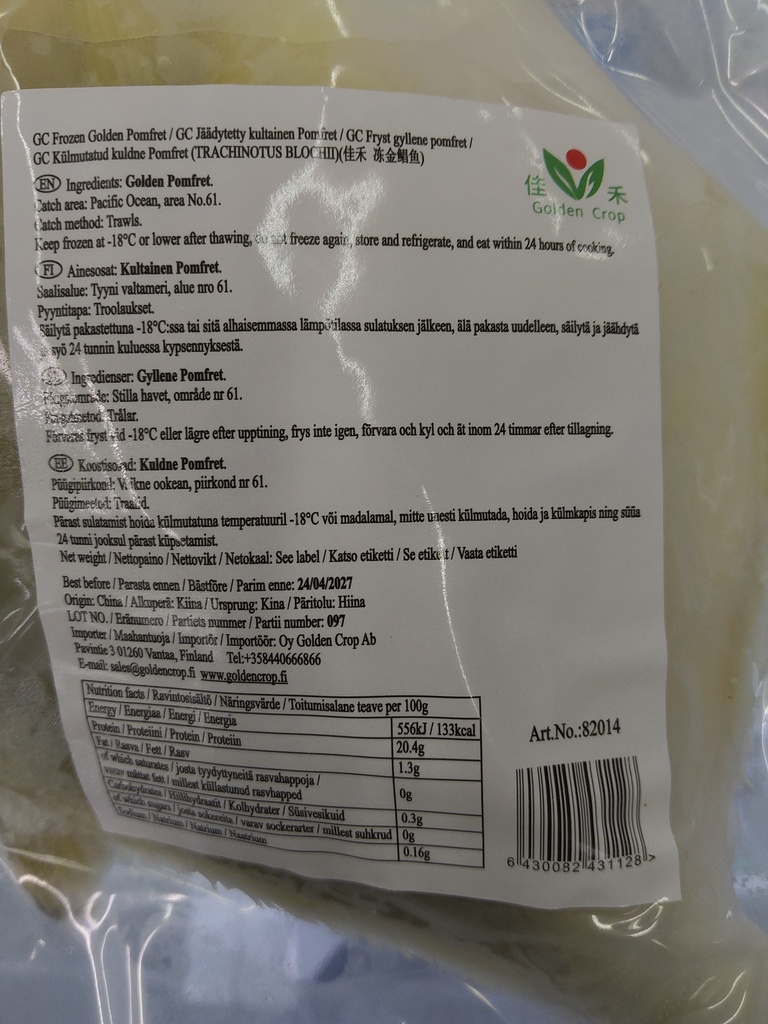 GC Frozen Golden Pomfret / GC Jäädytetty kultainen Pomfret / GC Fryst gyllene pomfret /
GC Külmutatud kuldne Pomfret (TRACHINOTUS BLOCHII)(佳禾 冻金鲳鱼)
佳 禾
Golden Crop
EN Ingredients: Golden Pomfret.
Catch area: Pacific Ocean, area No.61.
Catch method: Trawls.
Keep frozen at -18°C or lower after thawing, do not freeze again, store and refrigerate, and eat within 24 hours of cooking.
FI Ainesosat: Kultainen Pomfret.
Saalisalue: Tyyni valtameri, alue nro 61.
Pyyntitapa: Troolaukset.
Säilytä pakastettuna -18°C:ssa tai sitä alhaisemmassa lämpötilassa sulatuksen jälkeen, älä pakasta uudelleen, säilytä ja jäähdytä
syö 24 tunnin kuluessa kypsennyksestä.
Ingredienser: Gyllene Pomfret.
Stilla havet, område nr 61.
Trålar.
Förvaras fryst vid -18°C eller lägre efter upptining, frys inte igen, förvara och kyl och ät inom 24 timmar efter tillagning.
EE Koostisosad: Kuldne Pomfret.
Püügipiirkond: Vaikne ookean, piirkond nr 61.
Püügimeetod: Traalid.
Pärast sulatamist hoida külmutatuna temperatuuril -18°C või madalamal, mitte uuesti külmutada, hoida ja külmkapis ning süüa
24 tunni jooksul pärast küpsetamist.
Net weight / Nettopaino / Nettovikt / Netokaal: See label / Katso etiketti / Se etikett / Vaata etiketti
Best before / Parasta ennen / Bästföre / Parim enne: 24/04/2027
Origin: China / Alkuperä: Kiina / Ursprung: Kina / Päritolu: Hiina
LOT NO. / Eränumero / Partiets nummer / Partii number: 097
Importer / Maahantuoja / Importör / Importöör: Oy Golden Crop Ab
Pavintie 3 01260 Vantaa, Finland Tel:+358440666866
E-mail: sales@goldencrop.fi www.goldencrop.fi
Nutrition facts / Ravintosisältö / Näringsvärde / Toitumisalane teave per 100g
Energy / Energiaa / Energi / Energia 556kJ / 133kcal
Protein / Proteiini / Protein / Proteiin 20.4g
Fat / Rasva / Fett / Rasv 1.3g
of which saturates / josta tyydyttyneitä rasvahappoja /
varav mättat fett / millest küllastunud rasvhapped 0g
Carbohydrates / Hiilihydraatit / Kolhydrater / Süsivesikuid 0.3g
of which sugars / josta sokereita / varav sockerarter / millest suhkrud 0g
Sodium / Natrium / Natrium / Naatrium 0.16g
Art.No.:82014
6 430082 431128 >